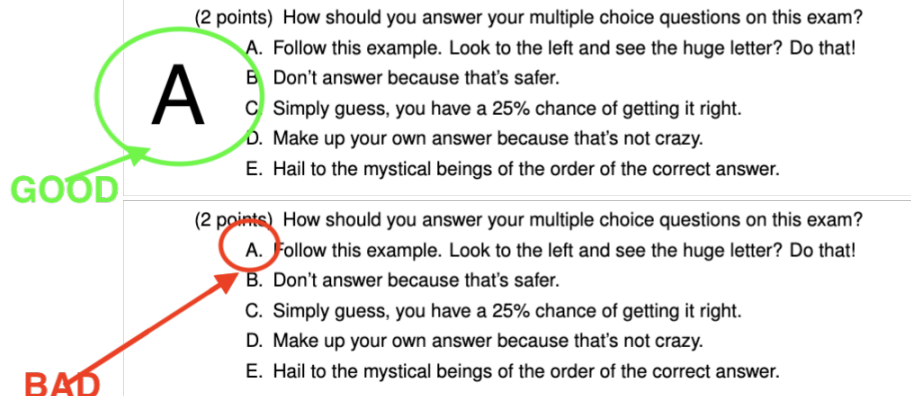 (2 points) How should you answer your multiple choice questions on this exam?
A. Follow this example. Look to the left and see the huge letter? Do that!
A
B. Don't answer because that's safer.
C. Simply guess, you have a 25% chance of getting it right.
D. Make up your own answer because that's not crazy.
E. Hail to the mystical beings of the order of the correct answer.
GOOD
(2 points) How should you answer your multiple choice questions on this exam?
A. Follow this example. Look to the left and see the huge letter? Do that!
B. Don't answer because that's safer.
C. Simply guess, you have a 25% chance of getting it right.
D. Make up your own answer because that's not crazy.
E. Hail to the mystical beings of the order of the correct answer.
BAD